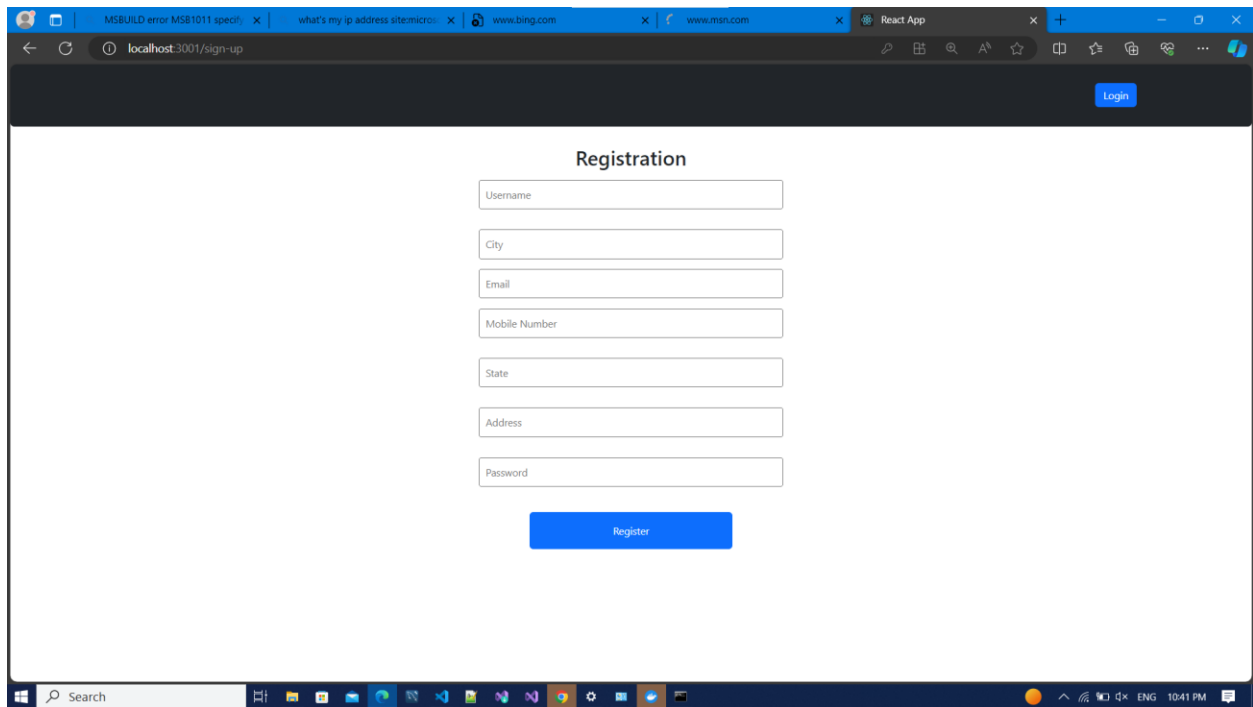 MSBUILD error MSB1011 specify
what's my ip address site:micros
www.bing.com
www.msn.com
React App
localhost:3001/sign-up
Login
Registration
Username
City
Email
Mobile Number
State
Address
Password
Register
Search
ENG 10:41 PM